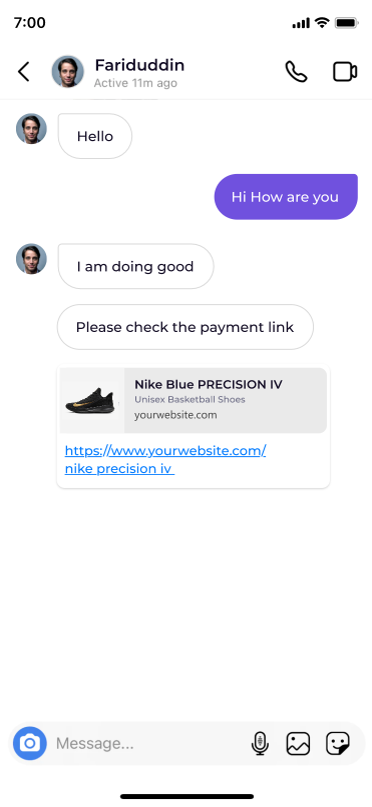 7:00
Fariduddin
Active 11m ago
Hello
Hi How are you
I am doing good
Please check the payment link
Nike Blue PRECISION IV
Unisex Basketball Shoes
yourwebsite.com
https://www.yourwebsite.com/
nike precision iv
Message...